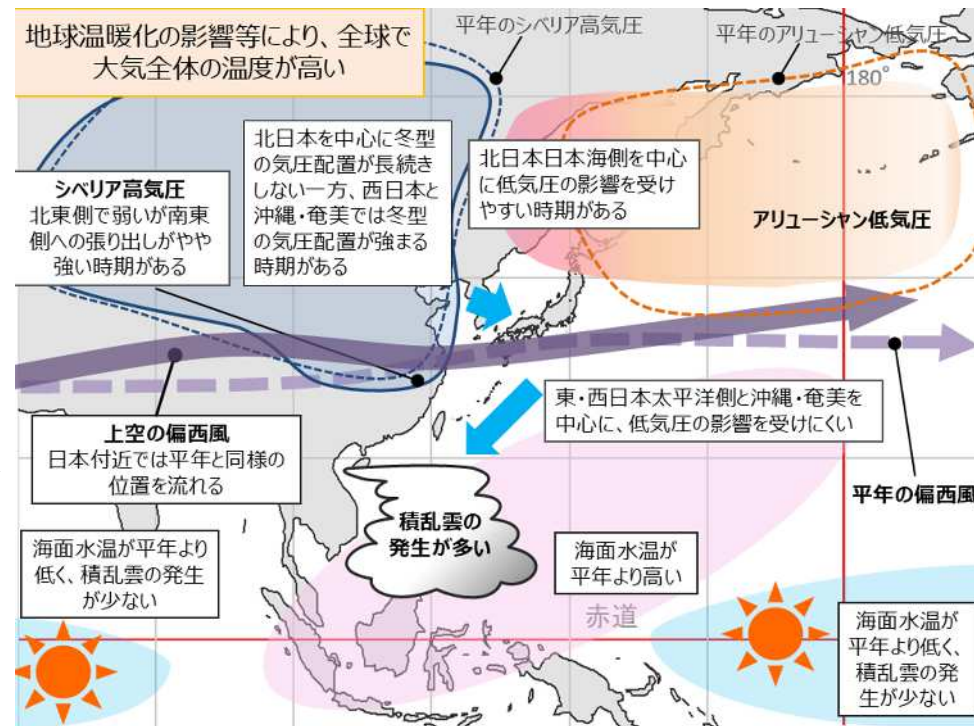 地球温暖化の影響等により、全球で
大気全体の温度が高い
平年のシベリア高気圧
平年のアリューシャン低気圧
180°
北日本を中心に冬型
の気圧配置が長続き
しない一方、西日本と
沖縄・奄美では冬型
の気圧配置が強まる
時期がある
北日本日本海側を中心
に低気圧の影響を受け
やすい時期がある
シベリア高気圧
北東側で弱いが南東
側への張り出しがやや
強い時期がある
アリューシャン低気圧
東・西日本太平洋側と沖縄・奄美を
中心に、低気圧の影響を受けにくい
上空の偏西風
日本付近では平年と同様の
位置を流れる
平年の偏西風
積乱雲の
発生が多い
海面水温が平年より
低く、積乱雲の発生
が少ない
海面水温が
平年より高い
赤道
海面水温が
平年より低く、
積乱雲の発
生が少ない